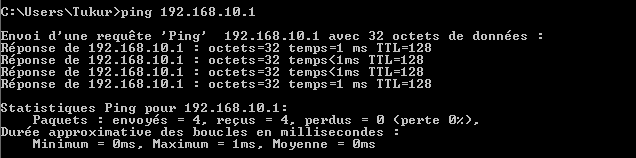 C:\Users\Tukur>ping 192.168.10.1
Envoi d'une requête 'Ping'  192.168.10.1 avec 32 octets de données :
Réponse de 192.168.10.1 : octets=32 temps=1 ms TTL=128
Réponse de 192.168.10.1 : octets=32 temps<1ms TTL=128
Réponse de 192.168.10.1 : octets=32 temps<1ms TTL=128
Réponse de 192.168.10.1 : octets=32 temps=1 ms TTL=128
Statistiques Ping pour 192.168.10.1:
Paquets : envoyés = 4, reçus = 4, perdus = 0 (perte 0%),
Durée approximative des boucles en millisecondes :
Minimum = 0ms, Maximum = 1ms, Moyenne = 0ms